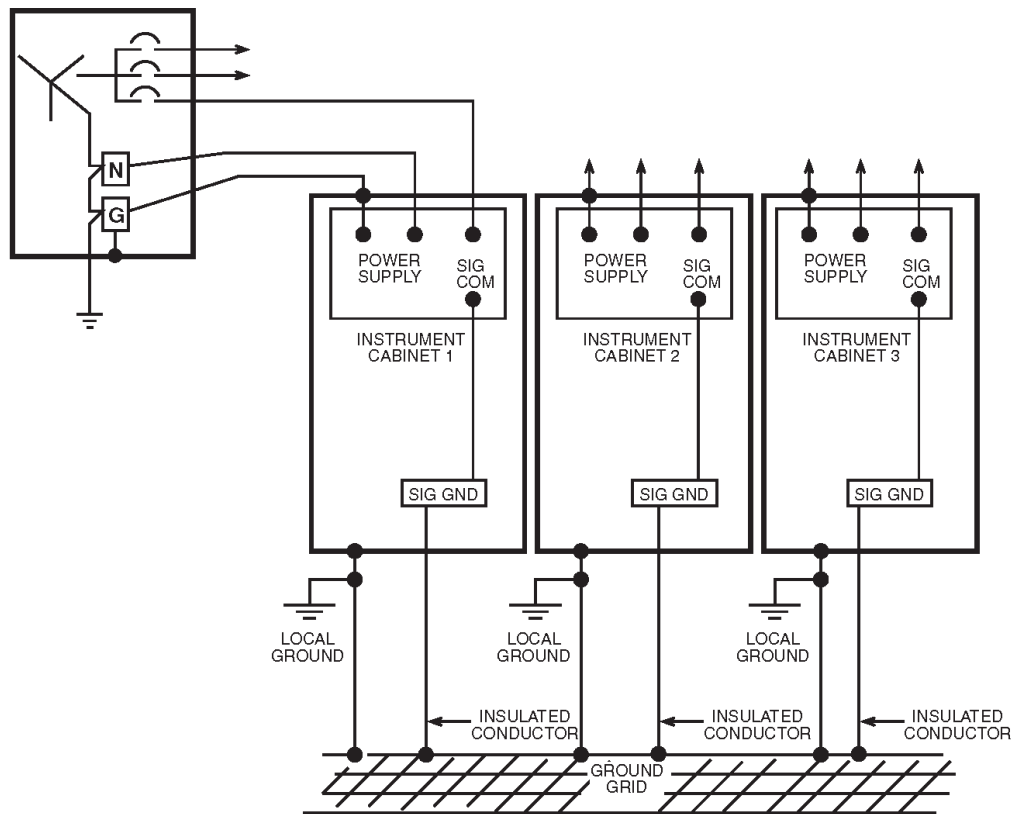 N
G
POWER
SUPPLY
SIG
COM
INSTRUMENT
CABINET 1
SIG GND
POWER
SUPPLY
SIG
COM
INSTRUMENT
CABINET 2
SIG GND
POWER
SUPPLY
SIG
COM
INSTRUMENT
CABINET 3
SIG GND
LOCAL
GROUND
LOCAL
GROUND
LOCAL
GROUND
INSULATED
CONDUCTOR
INSULATED
CONDUCTOR
INSULATED
CONDUCTOR
GROUND
GRID